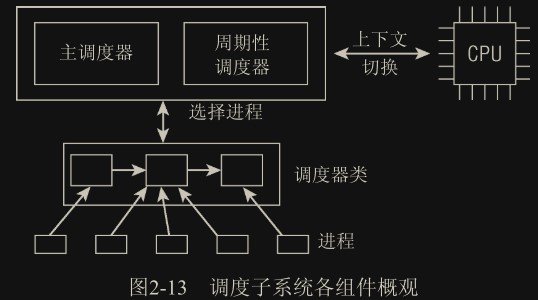 主调度器
周期性
调度器
上下文
切换
CPU
选择进程
调度器类
进程
图2-13 调度子系统各组件概观